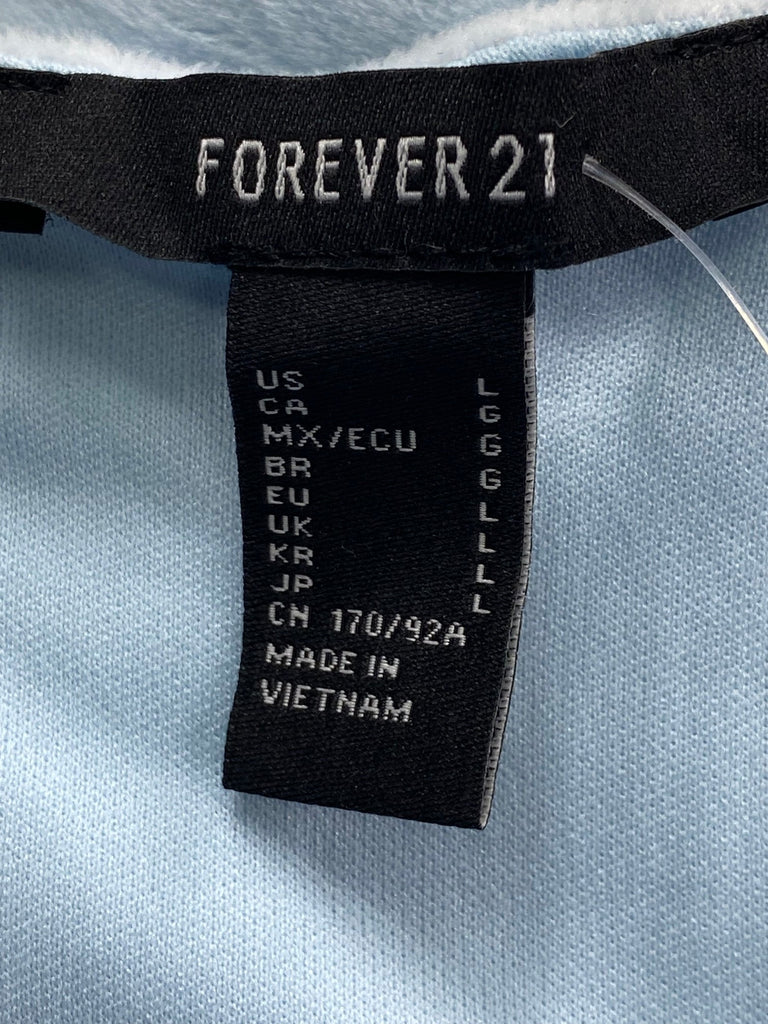 FOREVER 21
US L
CA G
MX/ECU G
BR G
EU L
UK L
KR L
JP L
CN 170/92A
MADE IN
VIETNAM